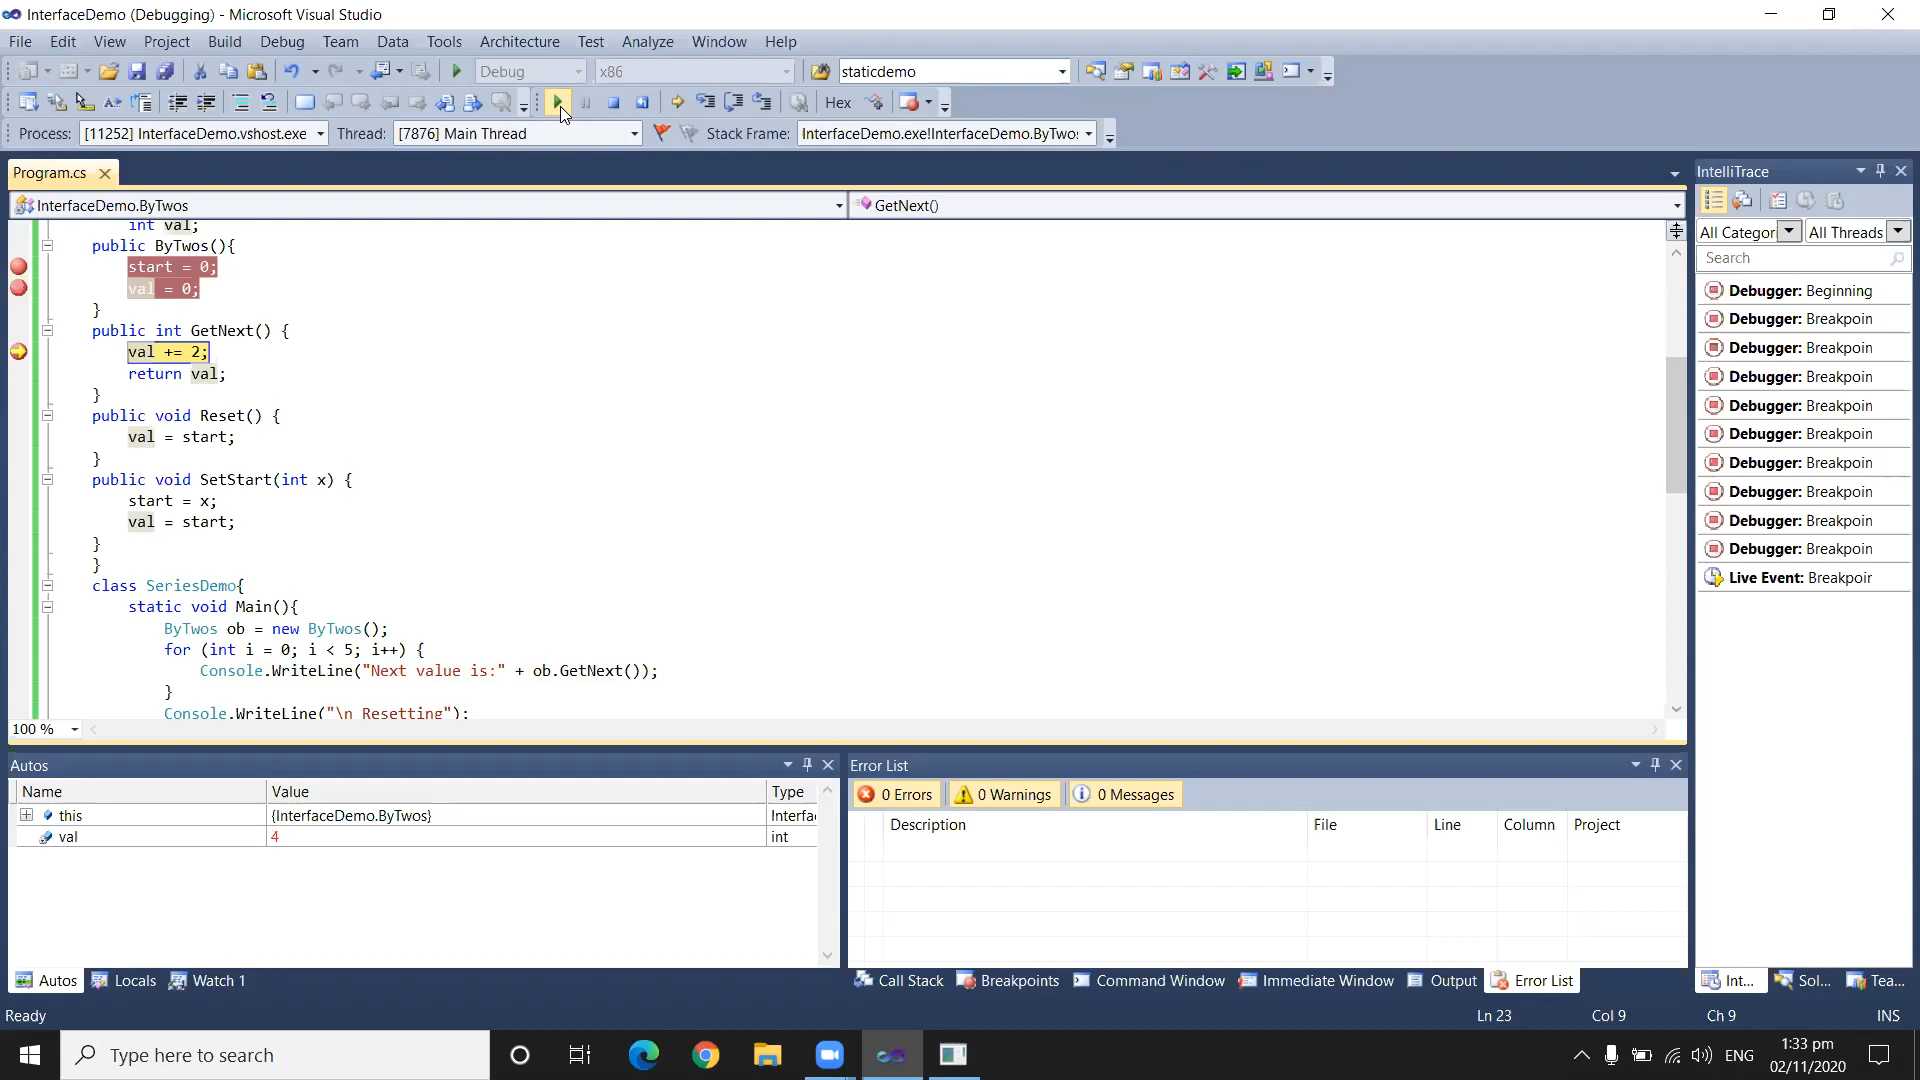 InterfaceDemo (Debugging) - Microsoft Visual Studio
File Edit View Project Build Debug Team Data Tools Architecture Test Analyze Window Help
Debug x86 staticdemo
Hex
Process: [11252] InterfaceDemo.vshost.exe Thread: [7876] Main Thread Stack Frame: InterfaceDemo.exe!InterfaceDemo.ByTwos
Program.cs
InterfaceDemo.ByTwos GetNext()
int val;
public ByTwos(){
start = 0;
val = 0;
}
public int GetNext() {
val += 2;
return val;
}
public void Reset() {
val = start;
}
public void SetStart(int x) {
start = x;
val = start;
}
}
class SeriesDemo{
static void Main(){
ByTwos ob = new ByTwos();
for (int i = 0; i < 5; i++) {
Console.WriteLine("Next value is:" + ob.GetNext());
}
Console.WriteLine("\n Resetting");
100 %
IntelliTrace
All Categor All Threads
Search
Debugger: Beginning
Debugger: Breakpoin
Debugger: Breakpoin
Debugger: Breakpoin
Debugger: Breakpoin
Debugger: Breakpoin
Debugger: Breakpoin
Debugger: Breakpoin
Debugger: Breakpoin
Debugger: Breakpoin
Live Event: Breakpoir
Autos
Name Value Type
this {InterfaceDemo.ByTwos} Interfa
val 4 int
Autos Locals Watch 1
Error List
0 Errors 0 Warnings 0 Messages
Description File Line Column Project
Call Stack Breakpoints Command Window Immediate Window Output Error List
Int... Sol... Tea...
Ready Ln 23 Col 9 Ch 9 INS
Type here to search
ENG
1:33 pm
02/11/2020